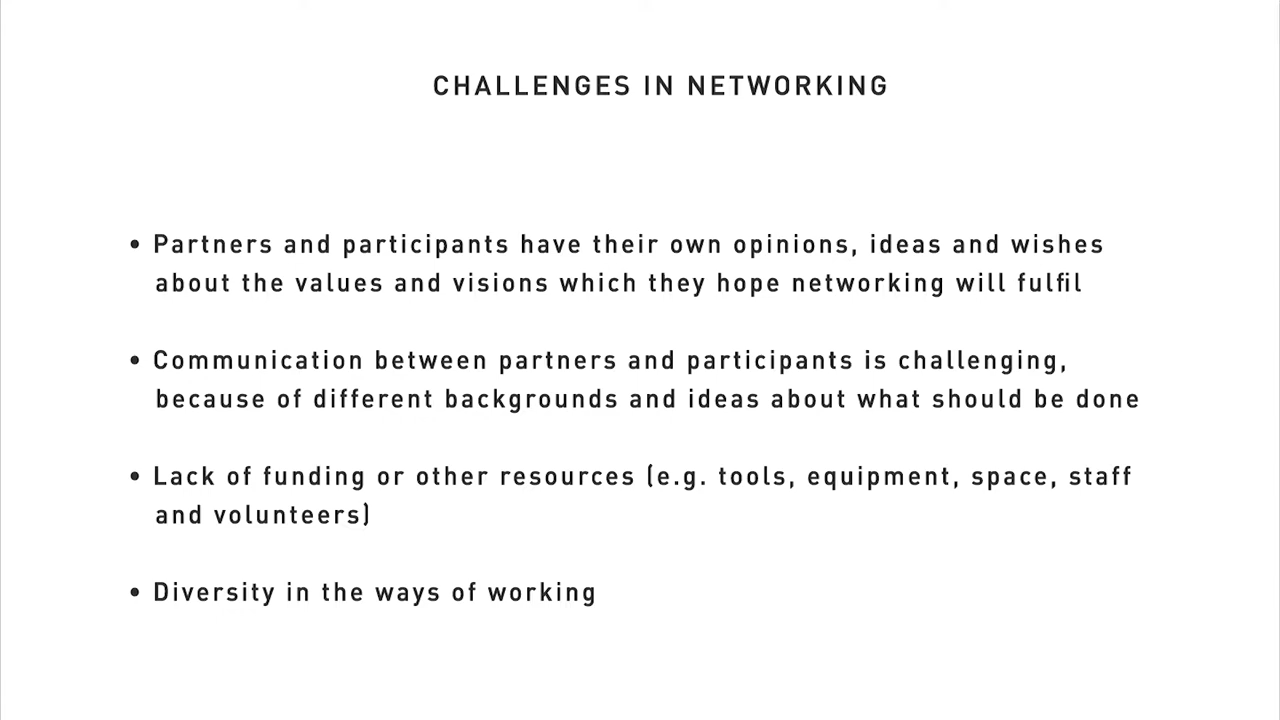 CHALLENGES IN NETWORKING
• Partners and participants have their own opinions, ideas and wishes
about the values and visions which they hope networking will fulfil
• Communication between partners and participants is challenging,
because of different backgrounds and ideas about what should be done
• Lack of funding or other resources (e.g. tools, equipment, space, staff
and volunteers)
• Diversity in the ways of working